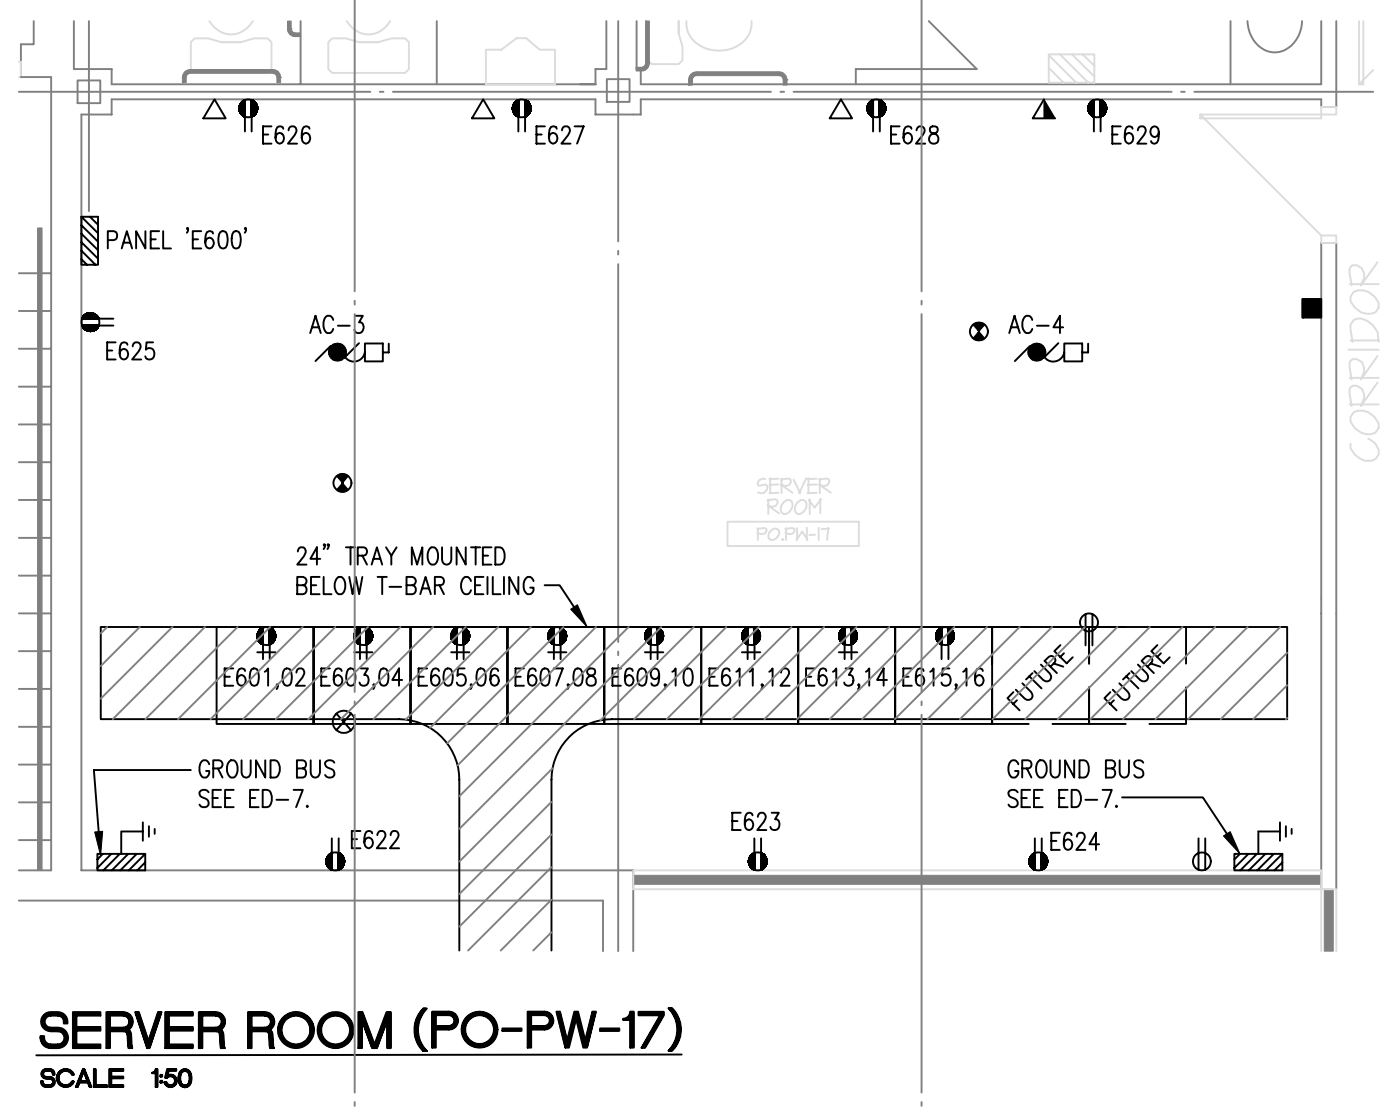 E626
E627
E628
E629
PANEL 'E600'
E625
AC-3
AC-4
CORRIDOR
SERVER
ROOM
PO.PW-17
24" TRAY MOUNTED
BELOW T-BAR CEILING
E601,02
E603,04
E605,06
E607,08
E609,10
E611,12
E613,14
E615,16
FUTURE
FUTURE
GROUND BUS
SEE ED-7.
GROUND BUS
SEE ED-7.
E622
E623
E624
SERVER ROOM (PO-PW-17)
SCALE 1:50